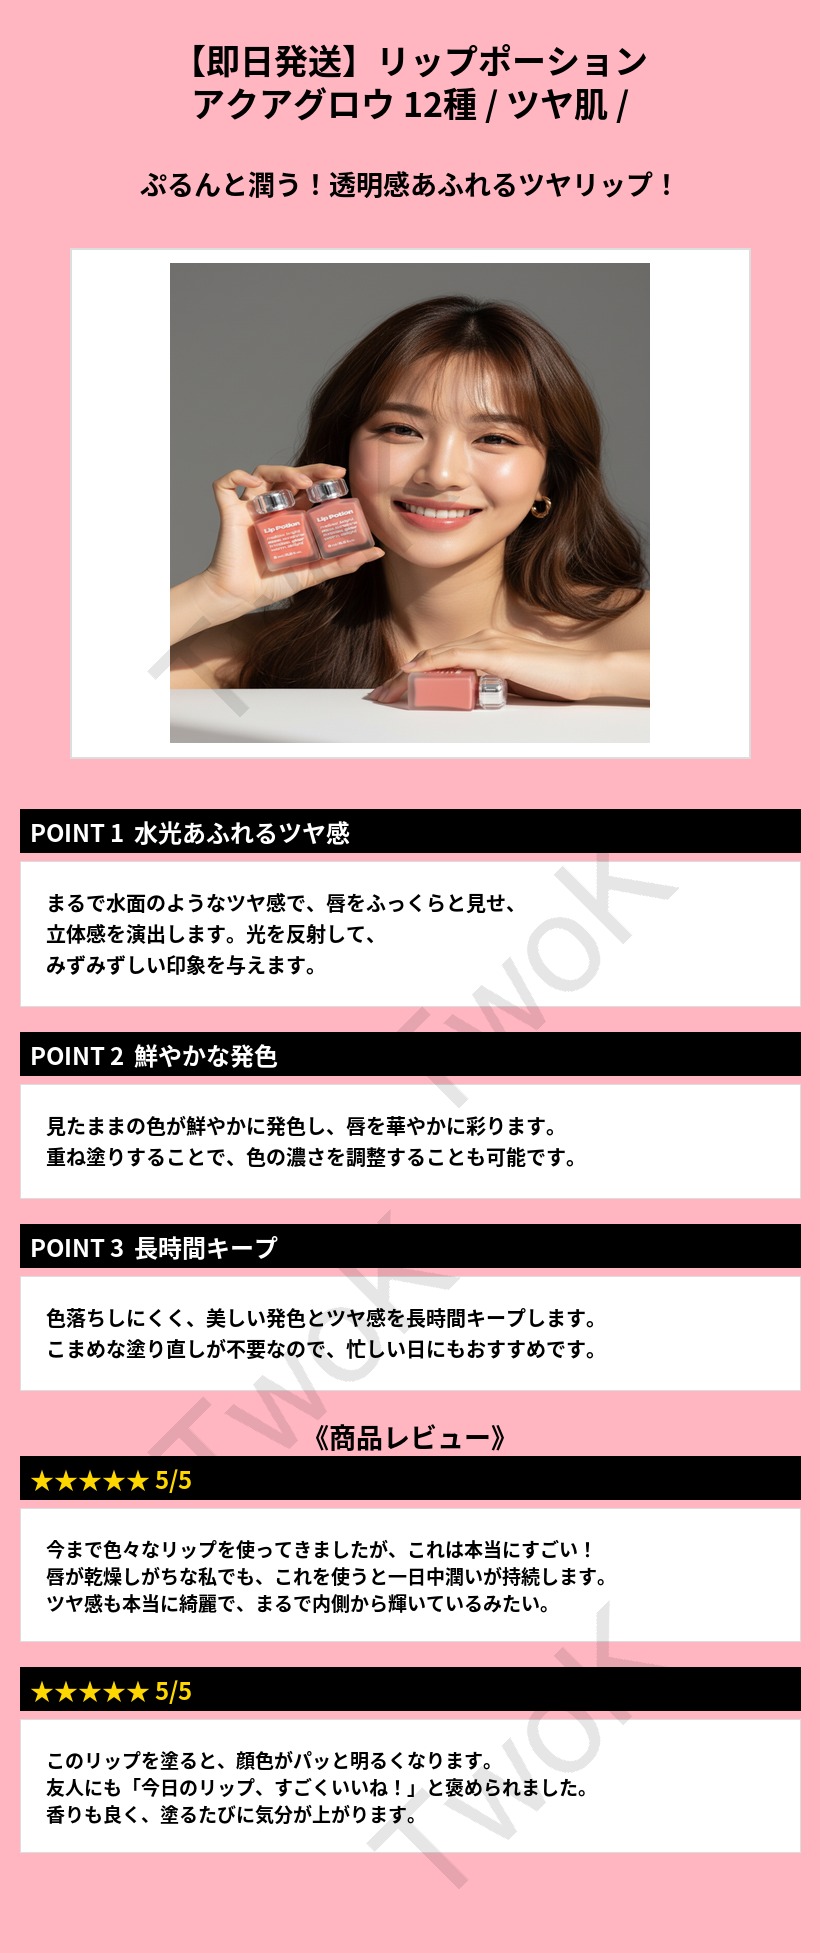 【即日発送】リップポーション
アクアグロウ 12種 / ツヤ肌 /
ぷるんと潤う！透明感あふれるツヤリップ！
Lip Potion
Lip Potion
POINT 1 水光あふれるツヤ感
まるで水面のようなツヤ感で、唇をふっくらと見せ、
立体感を演出します。光を反射して、
みずみずしい印象を与えます。
POINT 2 鮮やかな発色
見たままの色が鮮やかに発色し、唇を華やかに彩ります。
重ね塗りすることで、色の濃さを調整することも可能です。
POINT 3 長時間キープ
色落ちしにくく、美しい発色とツヤ感を長時間キープします。
こまめな塗り直しが不要なので、忙しい日にもおすすめです。
《商品レビュー》
★★★★★ 5/5
今まで色々なリップを使ってきましたが、これは本当にすごい！
唇が乾燥しがちな私でも、これを使うと一日中潤いが持続します。
ツヤ感も本当に綺麗で、まるで内側から輝いているみたい。
★★★★★ 5/5
このリップを塗ると、顔色がパッと明るくなります。
友人にも「今日のリップ、すごくいいね！」と褒められました。
香りも良く、塗るたびに気分が上がります。
TwoK
TwoK
TwoK